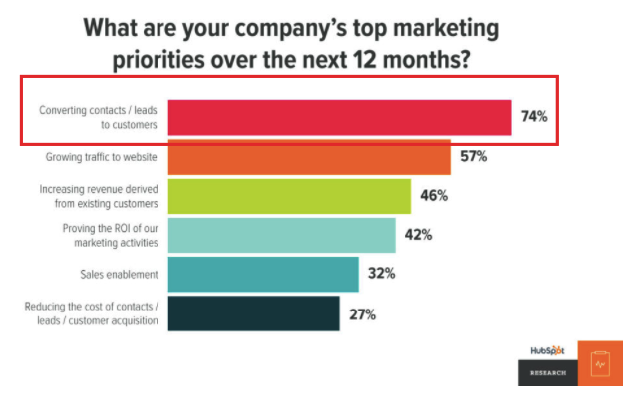 What are your company's top marketing
priorities over the next 12 months?
Converting contacts / leads
to customers
74%
Growing traffic to website
57%
Increasing revenue derived
from existing customers
46%
Proving the ROI of our
marketing activities
42%
Sales enablement
32%
Reducing the cost of contacts /
leads / customer acquisition
27%
HubSpot
RESEARCH